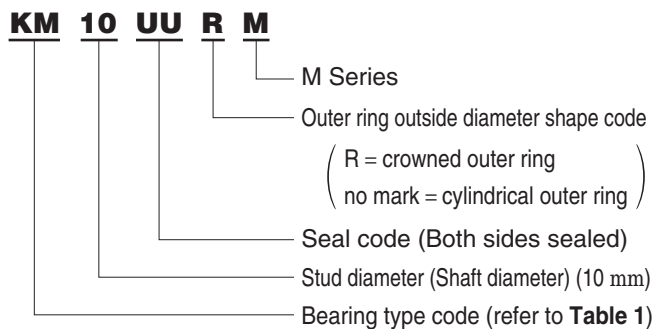 KM 10 UU R M
M Series
Outer ring outside diameter shape code
( R = crowned outer ring
no mark = cylindrical outer ring )
Seal code (Both sides sealed)
Stud diameter (Shaft diameter) (10 mm)
Bearing type code (refer to Table 1)